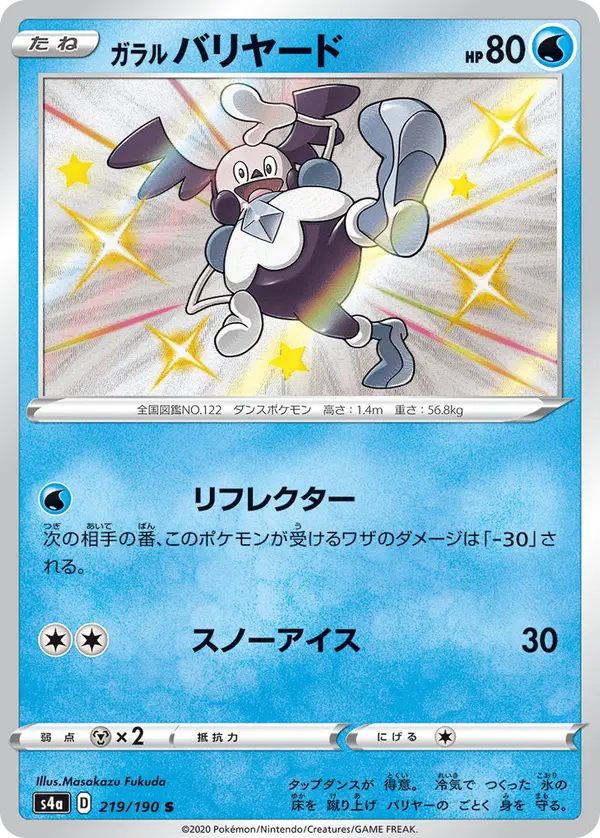 たね ガラル バリヤード HP80
全国図鑑NO.122 ダンスポケモン 高さ:1.4m 重さ:56.8kg
リフレクター
次の相手の番、このポケモンが受けるワザのダメージは「-30」さ
れる。
スノーアイス 30
弱点 ×2 抵抗力 にげる
Illus.Masakazu Fukuda
s4a D 219/190 S
タップダンスが 得意。 冷気で つくった 氷の
床を 蹴り上げ バリヤーの ごとく 身を 守る。
©2020 Pokémon/Nintendo/Creatures/GAME FREAK.